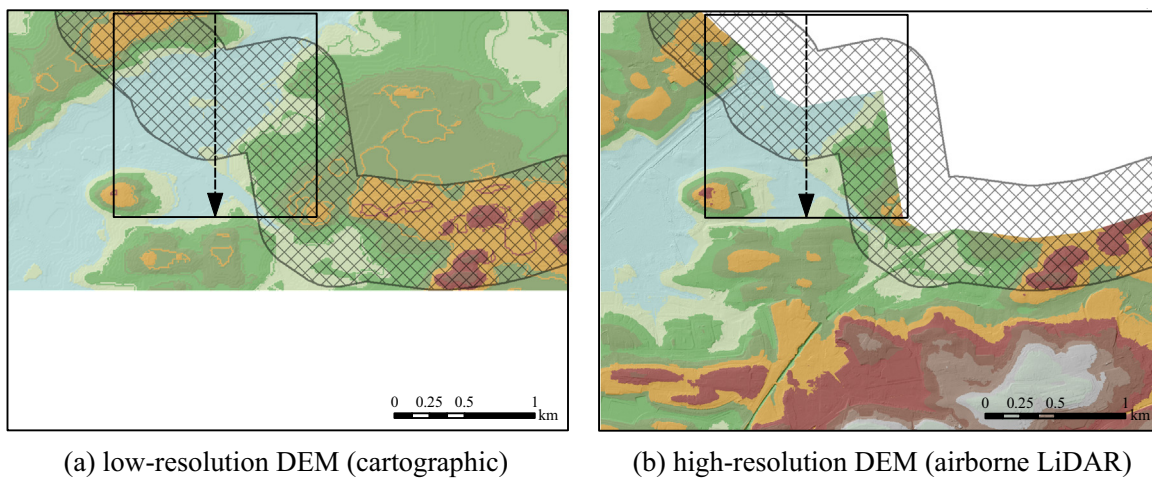 0 0.25 0.5 1
km
0 0.25 0.5 1
km
(a) low-resolution DEM (cartographic)
(b) high-resolution DEM (airborne LiDAR)